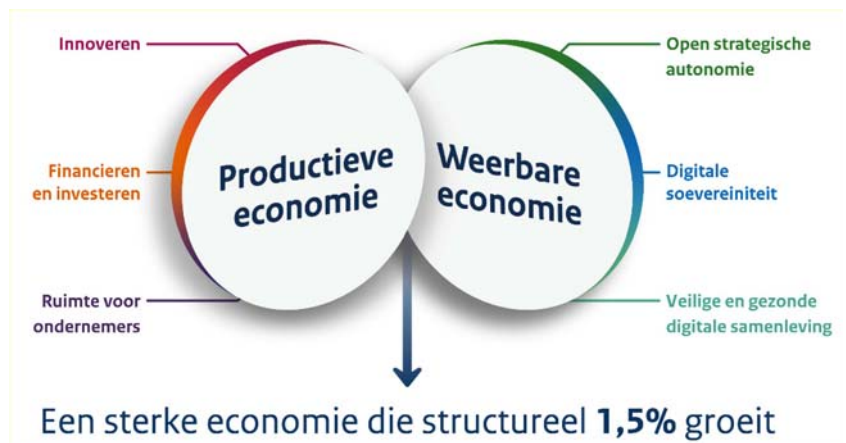 Innoveren
Financieren
en investeren
Ruimte voor
ondernemers
Productieve
economie
Weerbare
economie
Open strategische
autonomie
Digitale
soevereiniteit
Veilige en gezonde
digitale samenleving
Een sterke economie die structureel 1,5% groeit